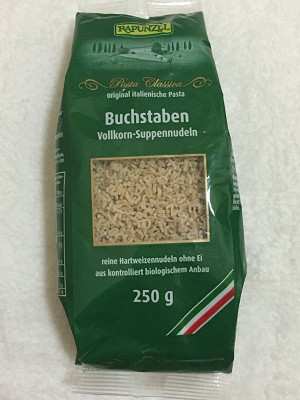 RAPUNZEL
Pasta Classica
original italienische Pasta
Buchstaben
Vollkorn-Suppennudeln
reine Hartweizennudeln ohne Ei
aus kontrolliert biologischem Anbau
250 g